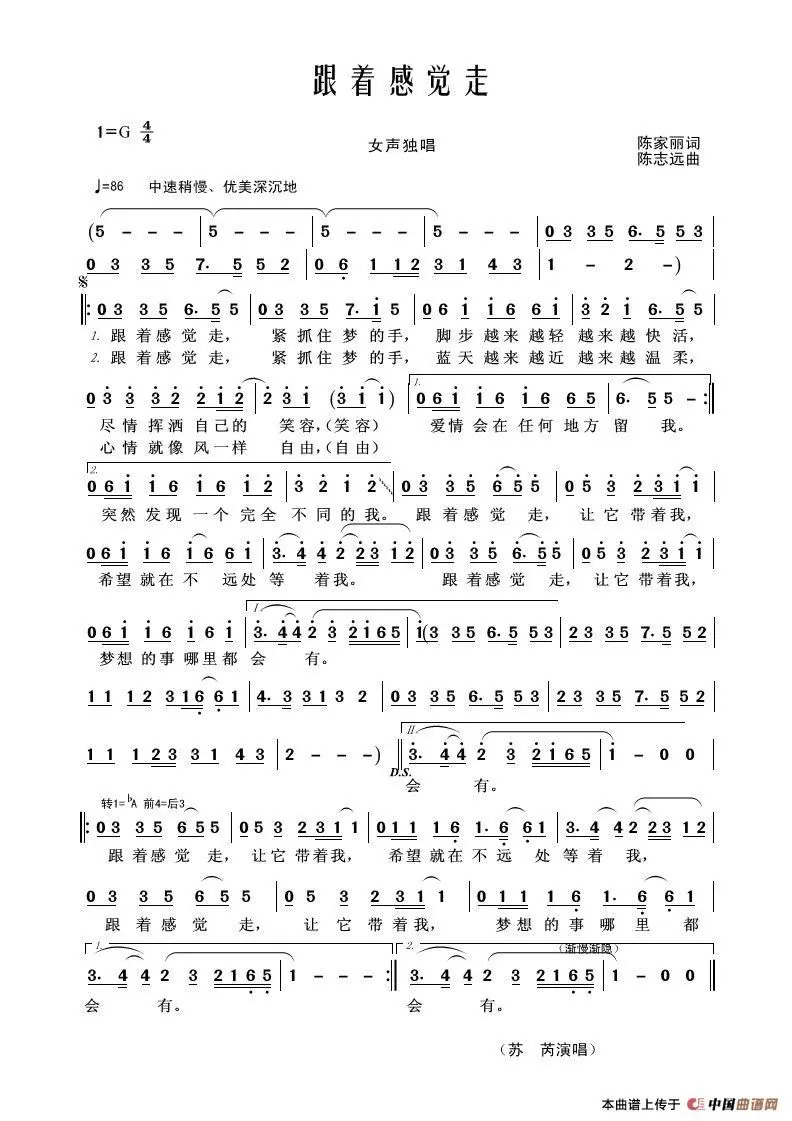 跟着感觉走
1=G 4/4
女声独唱
陈家丽词
陈志远曲
♩=86 中速稍慢、优美深沉地
(5 - - - | 5 - - - | 5 - - - | 5 - - - | 0 3 3 5 6. 5 5 3
0 3 3 5 7. 5 5 2 | 0 6 1 1 2 3 1 4 3 | 1 - 2 -)
0 3 3 5 6. 5 5 | 0 3 3 5 7. 1 5 | 0 6 1 1 6 6 1 | 3 2 1 6. 5 5
1. 跟着感觉走， 紧抓住梦的手， 脚步越来越轻越来越快活，
2. 跟着感觉走， 紧抓住梦的手， 蓝天越来越近越来越温柔，
0 3 3 3 2 2 1 2 | 2 3 1 (3 1 1) | 1. 0 6 1 1 6 1 6 6 5 | 6. 5 5 - :||
尽情挥洒自己的 笑容，（笑容） 爱情会在任何地方留 我。
心情就像风一样 自由，（自由）
2.
0 6 1 1 6 1 6 1 2 | 3 2 1 2 | 0 3 3 5 6 5 5 | 0 5 3 2 3 1 1
突然发现一个完全不同的我。 跟着感觉走， 让它带着我，
0 6 1 1 6 1 6 6 1 | 3. 4 4 2 2 3 1 2 | 0 3 3 5 6. 5 5 | 0 5 3 2 3 1 1
希望就在不 远处等 着我。 跟着感觉 走， 让它带着我，
I.
0 6 1 1 6 1 6 1 | 3. 4 4 2 3 2 1 6 5 | 1 (3 3 5 6. 5 5 3 | 2 3 3 5 7. 5 5 2
梦想的事哪里都会 有。
1 1 1 2 3 1 6 6 1 | 4. 3 3 1 3 2 | 0 3 3 5 6. 5 5 3 | 2 3 3 5 7. 5 5 2
II.
1 1 1 2 3 3 1 4 3 | 2 - - -) || 3. 4 4 2 3 2 1 6 5 | 1 - 0 0
D.S.
会 有。
转1=♭A 前4=后3
0 3 3 5 6 5 5 | 0 5 3 2 3 1 1 | 0 1 1 1 6 1. 6 6 1 | 3. 4 4 2 2 3 1 2
跟着感觉走， 让它带着我， 希望就在不远 处等着 我，
0 3 3 5 6 5 5 | 0 5 3 2 3 1 1 | 0 1 1 1 6 1. 6 6 1
跟着感觉走， 让它带着我， 梦想的事哪里 都
1. 2. （渐慢渐隐）
3. 4 4 2 3 2 1 6 5 | 1 - - - :|| 3. 4 4 2 3 2 1 6 5 | 1 - 0 0 ||
会 有。 会 有。
（苏 芮演唱）
本曲谱上传于 中国曲谱网